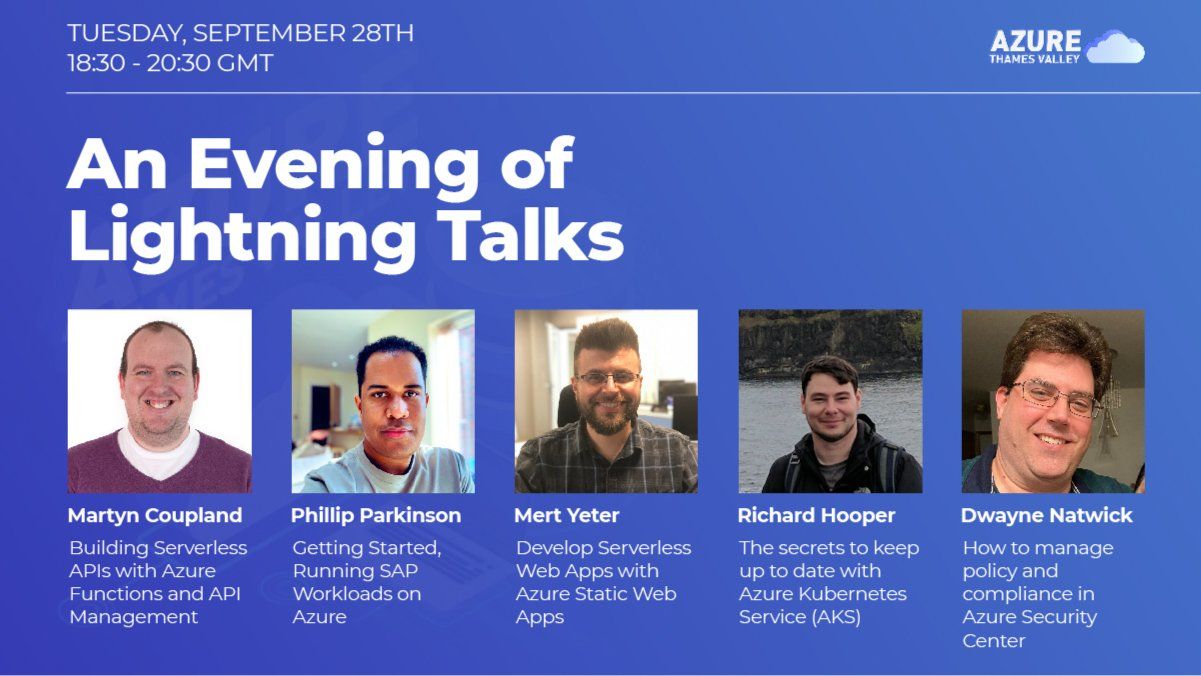 TUESDAY, SEPTEMBER 28TH
18:30 - 20:30 GMT
AZURE
THAMES VALLEY
An Evening of
Lightning Talks
Martyn Coupland
Building Serverless
APIs with Azure
Functions and API
Management
Phillip Parkinson
Getting Started,
Running SAP
Workloads on
Azure
Mert Yeter
Develop Serverless
Web Apps with
Azure Static Web
Apps
Richard Hooper
The secrets to keep
up to date with
Azure Kubernetes
Service (AKS)
Dwayne Natwick
How to manage
policy and
compliance in
Azure Security
Center